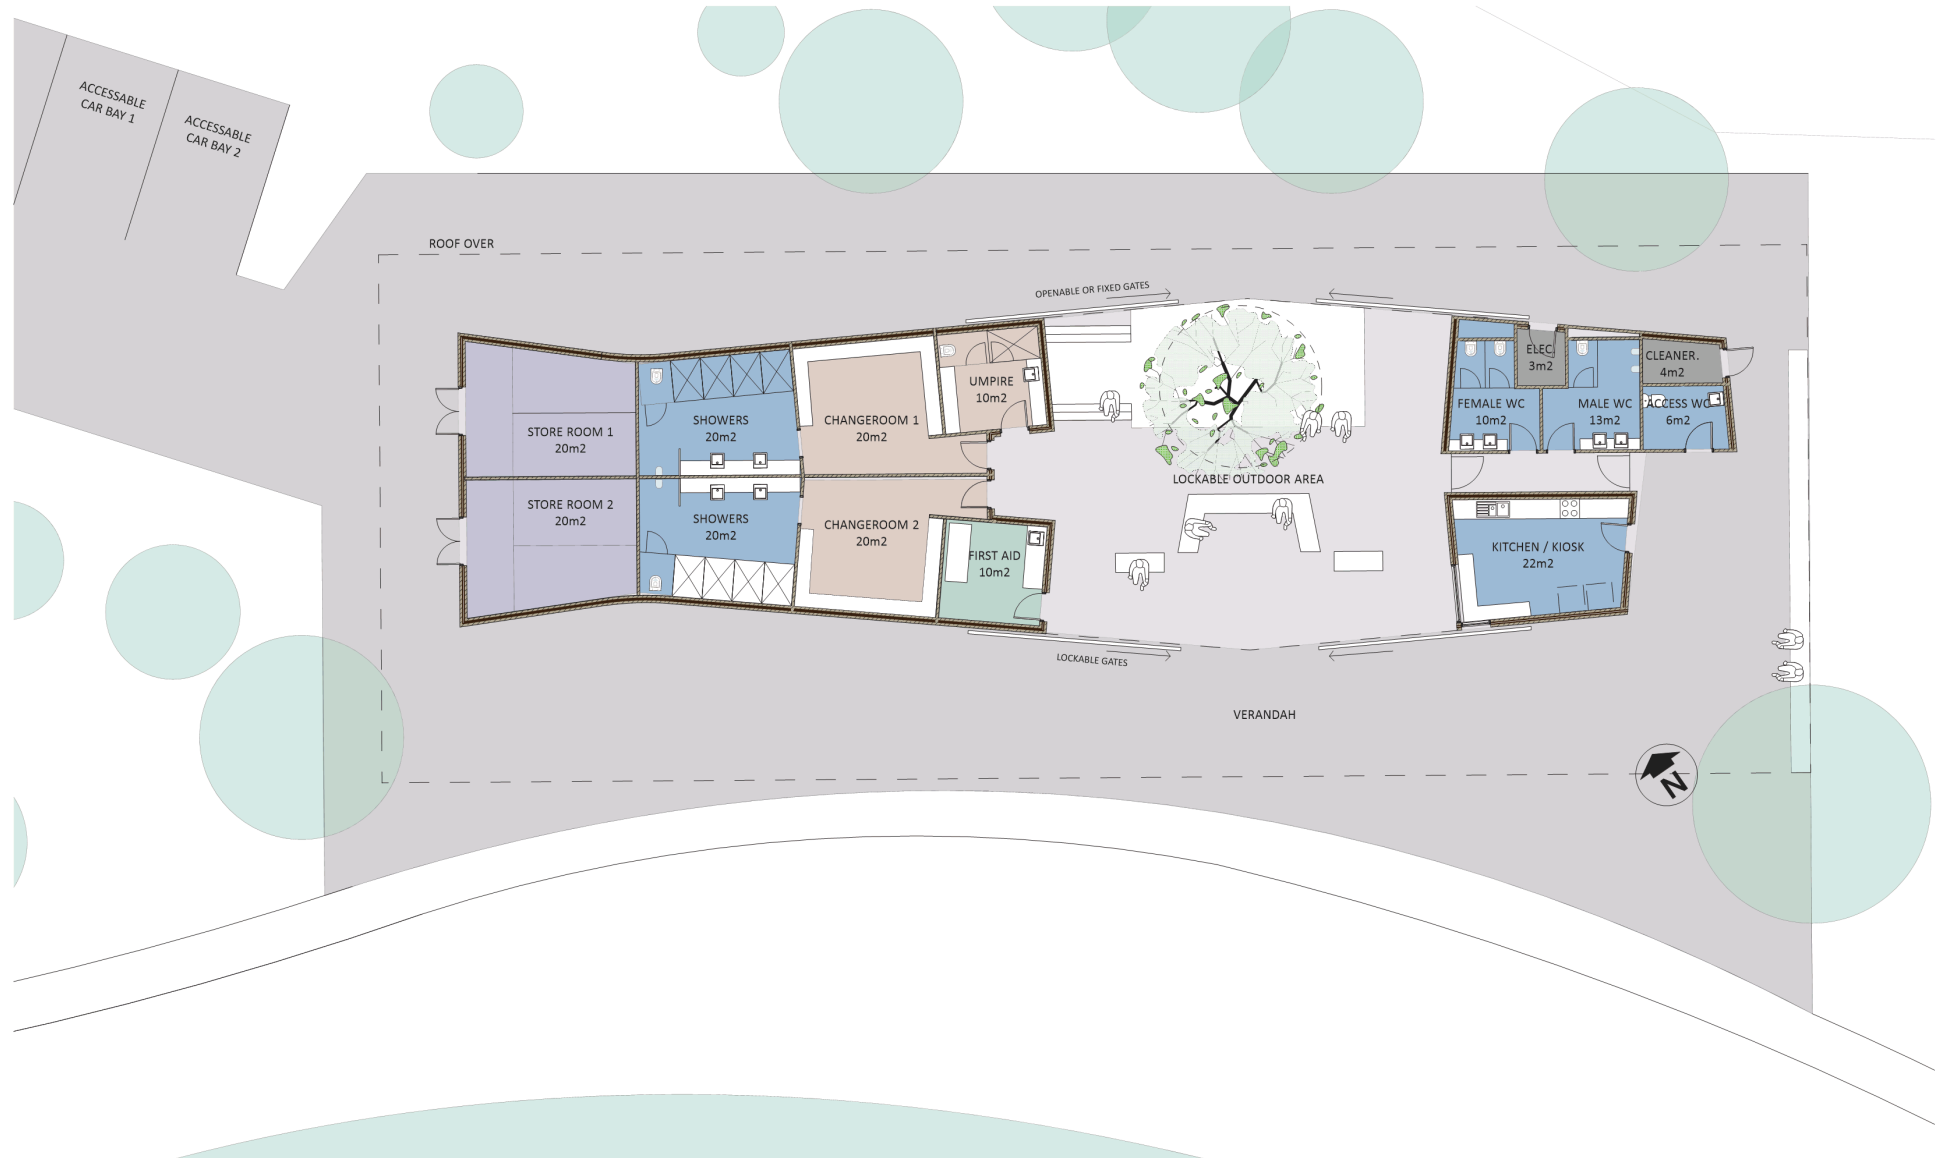 ACCESSABLE
CAR BAY 1
ACCESSABLE
CAR BAY 2
ROOF OVER
OPENABLE OR FIXED GATES
STORE ROOM 1
20m2
SHOWERS
20m2
CHANGEROOM 1
20m2
UMPIRE
10m2
ELEC
3m2
CLEANER.
4m2
FEMALE WC
10m2
MALE WC
13m2
ACCESS WC
6m2
LOCKABLE OUTDOOR AREA
STORE ROOM 2
20m2
SHOWERS
20m2
CHANGEROOM 2
20m2
FIRST AID
10m2
KITCHEN / KIOSK
22m2
LOCKABLE GATES
VERANDAH
N